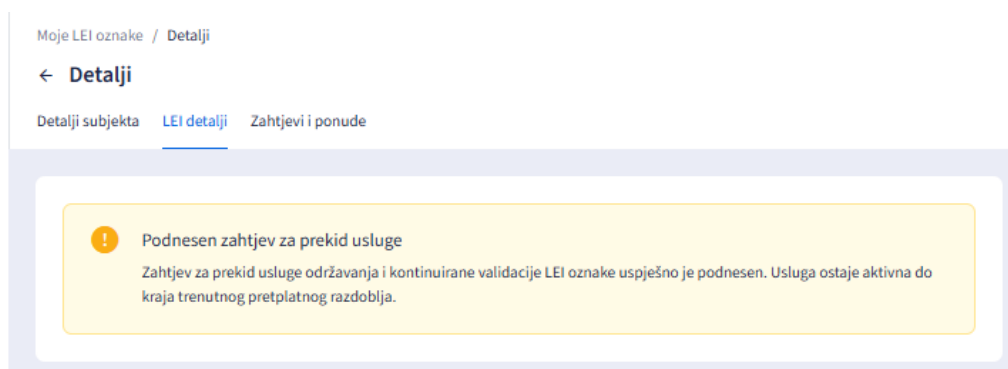 Moje LEI oznake / Detalji
← Detalji
Detalji subjekta LEI detalji Zahtjevi i ponude
Podnesen zahtjev za prekid usluge
Zahtjev za prekid usluge održavanja i kontinuirane validacije LEI oznake uspješno je podnesen. Usluga ostaje aktivna do
kraja trenutnog pretplatnog razdoblja.